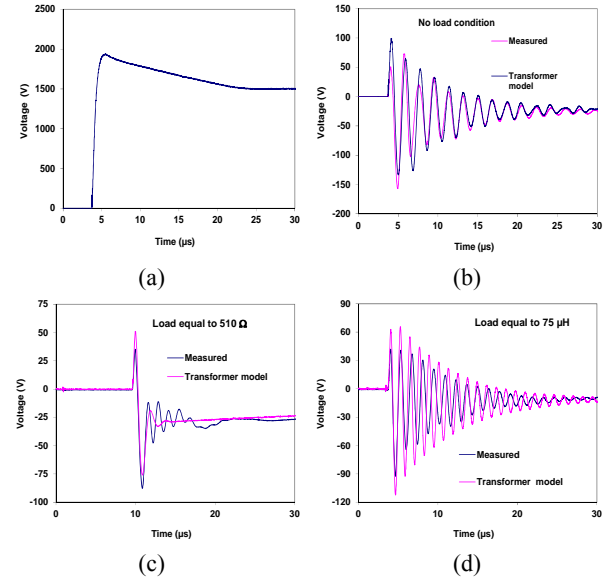 (a)
2500
2000
1500
1000
500
0
Voltage (V)
0 5 10 15 20 25 30
Time (µs)
(b)
No load condition
Measured
Transformer
model
150
100
50
0
-50
-100
-150
-200
Voltage (V)
0 5 10 15 20 25 30
Time (µs)
(a)
(b)
75
50
25
0
-25
-50
-75
-100
Voltage (V)
Load equal to 510 Ω
Measured
Transformer model
0 5 10 15 20 25 30
Time (µs)
90
60
30
0
-30
-60
-90
-120
Voltage (V)
Load equal to 75 µH
Measured
Transformer model
0 5 10 15 20 25 30
Time (µs)
(c)
(d)